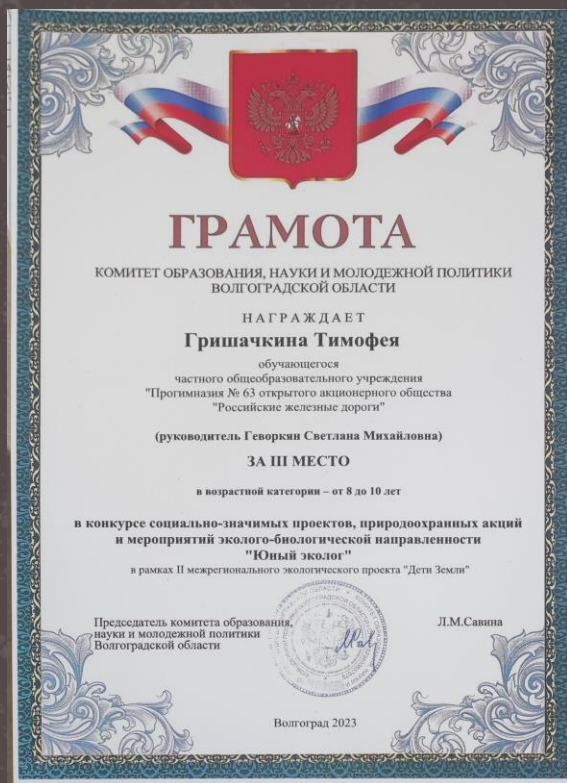 ГРАМОТА
КОМИТЕТ ОБРАЗОВАНИЯ, НАУКИ И МОЛОДЕЖНОЙ ПОЛИТИКИ
ВОЛГОГРАДСКОЙ ОБЛАСТИ
НАГРАЖДАЕТ
Гришачкина Тимофея
обучающегося
частного общеобразовательного учреждения
"Прогимназия № 63 открытого акционерного общества
"Российские железные дороги"
(руководитель Геворкян Светлана Михайловна)
ЗА III МЕСТО
в возрастной категории – от 8 до 10 лет
в конкурсе социально-значимых проектов, природоохранных акций
и мероприятий эколого-биологической направленности
"Юный эколог"
в рамках II межрегионального экологического проекта "Дети Земли"
Председатель комитета образования, Л.М.Савина
науки и молодежной политики
Волгоградской области
Волгоград 2023